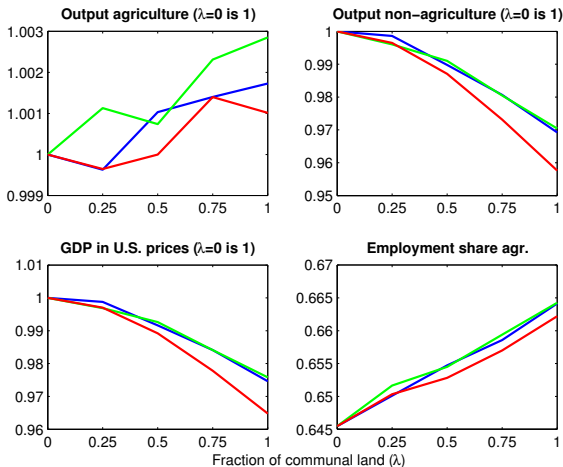 Output agriculture (λ=0 is 1)
1.003
1.002
1.001
1
0.999
0 0.25 0.5 0.75 1
Output non−agriculture (λ=0 is 1)
1
0.99
0.98
0.97
0.96
0.95
0 0.25 0.5 0.75 1
GDP in U.S. prices (λ=0 is 1)
1.01
1
0.99
0.98
0.97
0.96
0 0.25 0.5 0.75 1
Employment share agr.
0.67
0.665
0.66
0.655
0.65
0.645
0 0.25 0.5 0.75 1
Fraction of communal land (λ)